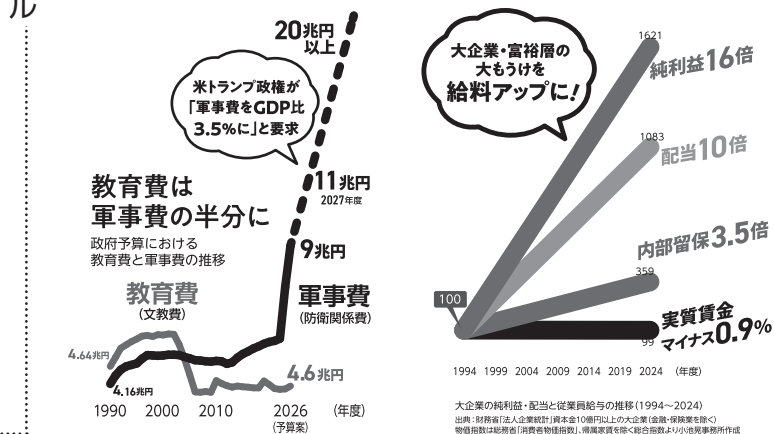 ル
20兆円
以上
米トランプ政権が
「軍事費をGDP比
3.5%に」と要求
11兆円
2027年度
教育費は
軍事費の半分に
政府予算における
教育費と軍事費の推移
9兆円
教育費
(文教費)
軍事費
(防衛関係費)
4.64兆円
4.16兆円
4.6兆円
1990 2000 2010 2026 (年度)
(予算案)
大企業・富裕層の
大もうけを
給料アップに!
1621
純利益16倍
1083
配当10倍
内部留保3.5倍
359
100
実質賃金
マイナス0.9%
99
1994 1999 2004 2009 2014 2019 2024 (年度)
大企業の純利益・配当と従業員給与の推移(1994〜2024)
出典:財務省「法人企業統計」資本金10億円以上の大企業(金融・保険業を除く)
物価指数は総務省「消費者物価指数」、帰属家賃を除く総合指数より小池晃事務所作成